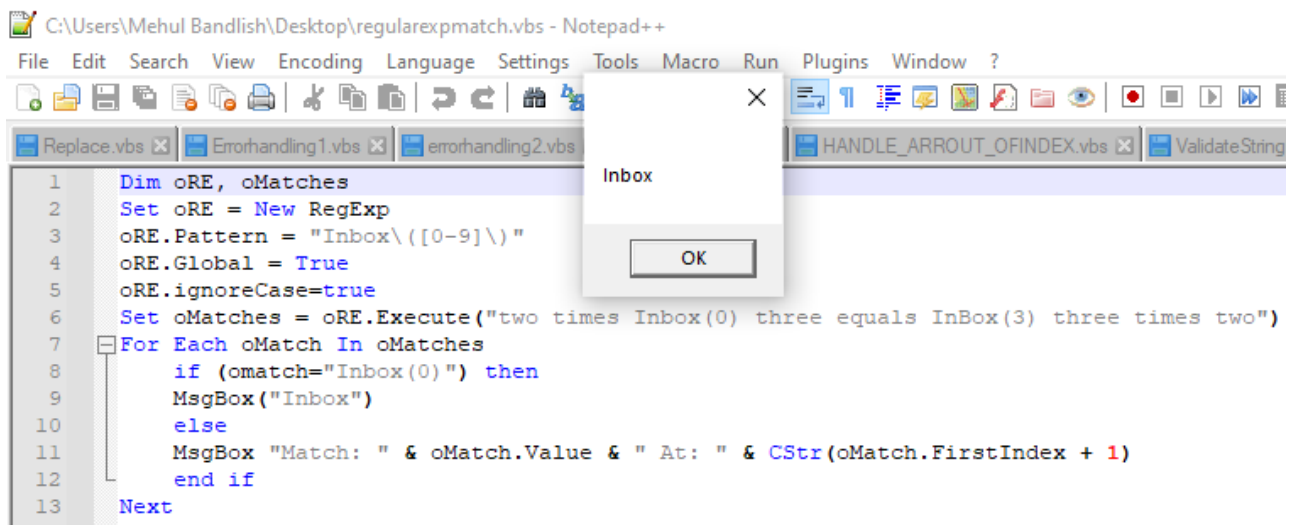 C:\Users\Mehul Bandlish\Desktop\regularexpmatch.vbs - Notepad++
File Edit Search View Encoding Language Settings Tools Macro Run Plugins Window ?
Replace.vbs Errorhandling1.vbs errorhandling2.vbs HANDLE_ARROUT_OFINDEX.vbs ValidateString
Inbox
OK
1 Dim oRE, oMatches
2 Set oRE = New RegExp
3 oRE.Pattern = "Inbox\([0-9]\)"
4 oRE.Global = True
5 oRE.ignoreCase=true
6 Set oMatches = oRE.Execute("two times Inbox(0) three equals InBox(3) three times two")
7 For Each oMatch In oMatches
8 if (omatch="Inbox(0)") then
9 MsgBox("Inbox")
10 else
11 MsgBox "Match: " & oMatch.Value & " At: " & CStr(oMatch.FirstIndex + 1)
12 end if
13 Next